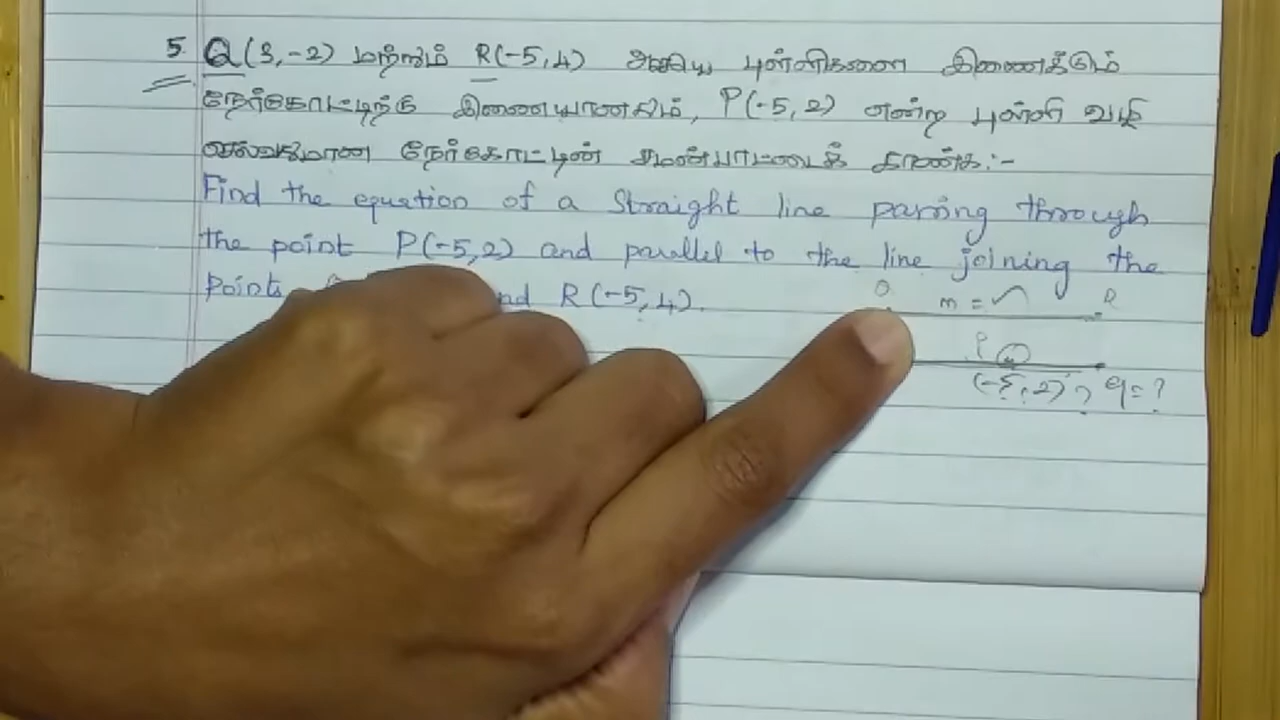 5. Q(3,-2) மற்றும் R(-5,4) ஆகிய புள்ளிகளை இணைக்கும்
நேர்கோட்டிற்கு இணையானதும், P(-5,2) என்ற புள்ளி வழி
செல்வதுமான நேர்கோட்டின் சமன்பாட்டைக் காண்க:-
Find the equation of a Straight line passing through
the point P(-5,2) and parallel to the line joining the
Points R(-5,4).
Q m = R
P
(-5,2), eq = ?